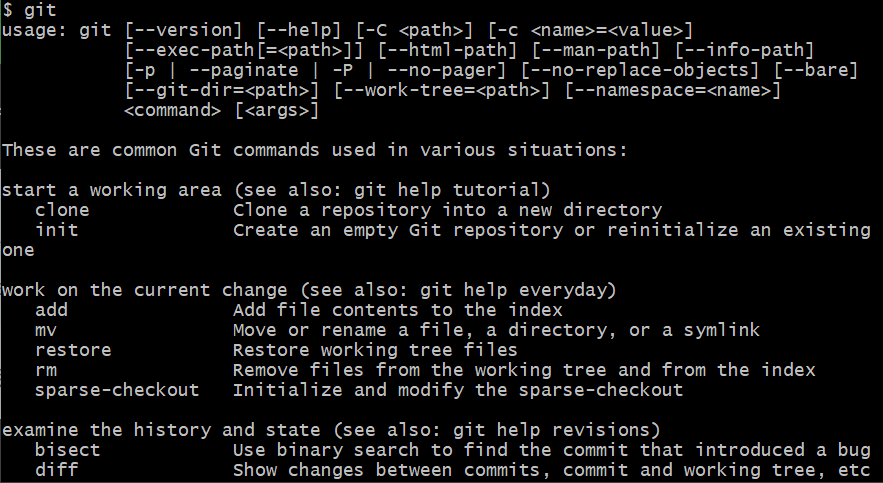 $ git
usage: git [--version] [--help] [-C <path>] [-c <name>=<value>]
           [--exec-path[=<path>]] [--html-path] [--man-path] [--info-path]
           [-p | --paginate | -P | --no-pager] [--no-replace-objects] [--bare]
           [--git-dir=<path>] [--work-tree=<path>] [--namespace=<name>]
           <command> [<args>]

These are common Git commands used in various situations:

start a working area (see also: git help tutorial)
   clone             Clone a repository into a new directory
   init              Create an empty Git repository or reinitialize an existing
one

work on the current change (see also: git help everyday)
   add               Add file contents to the index
   mv                Move or rename a file, a directory, or a symlink
   restore           Restore working tree files
   rm                Remove files from the working tree and from the index
   sparse-checkout   Initialize and modify the sparse-checkout

examine the history and state (see also: git help revisions)
   bisect            Use binary search to find the commit that introduced a bug
   diff              Show changes between commits, commit and working tree, etc